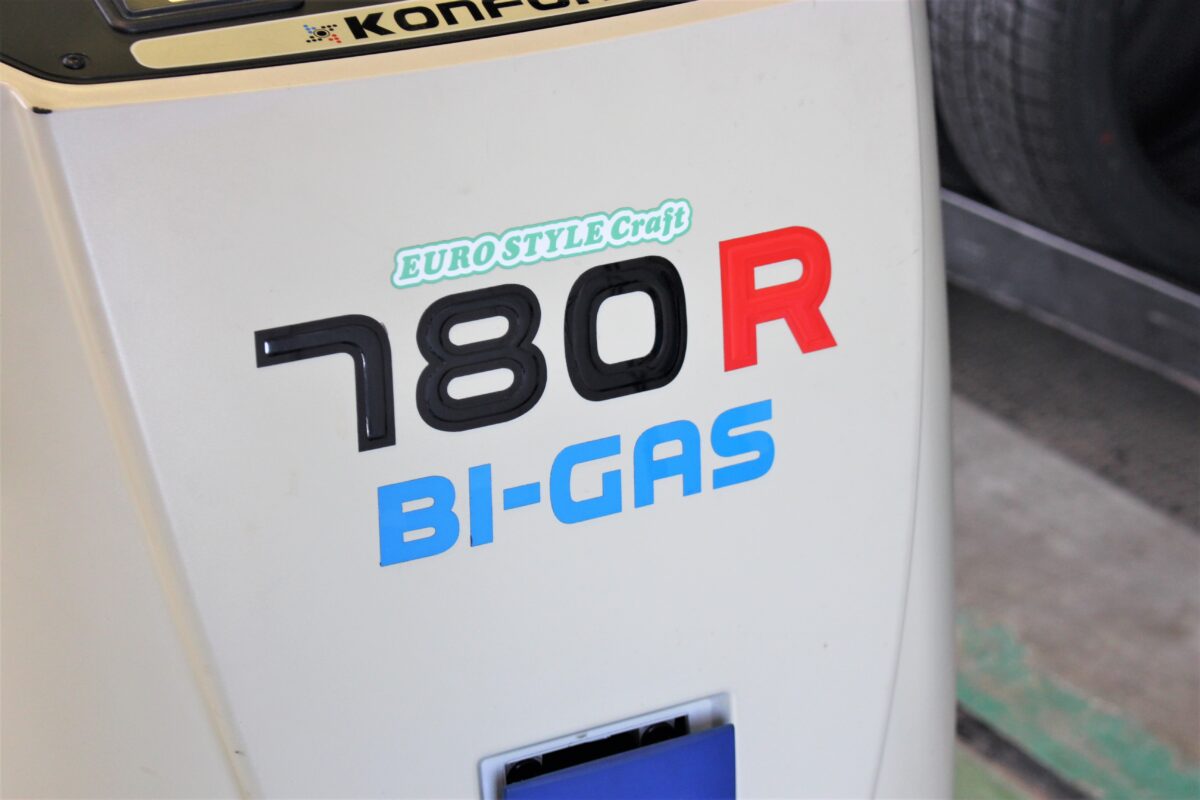 EURO STYLE Craft
780R
BI-GAS